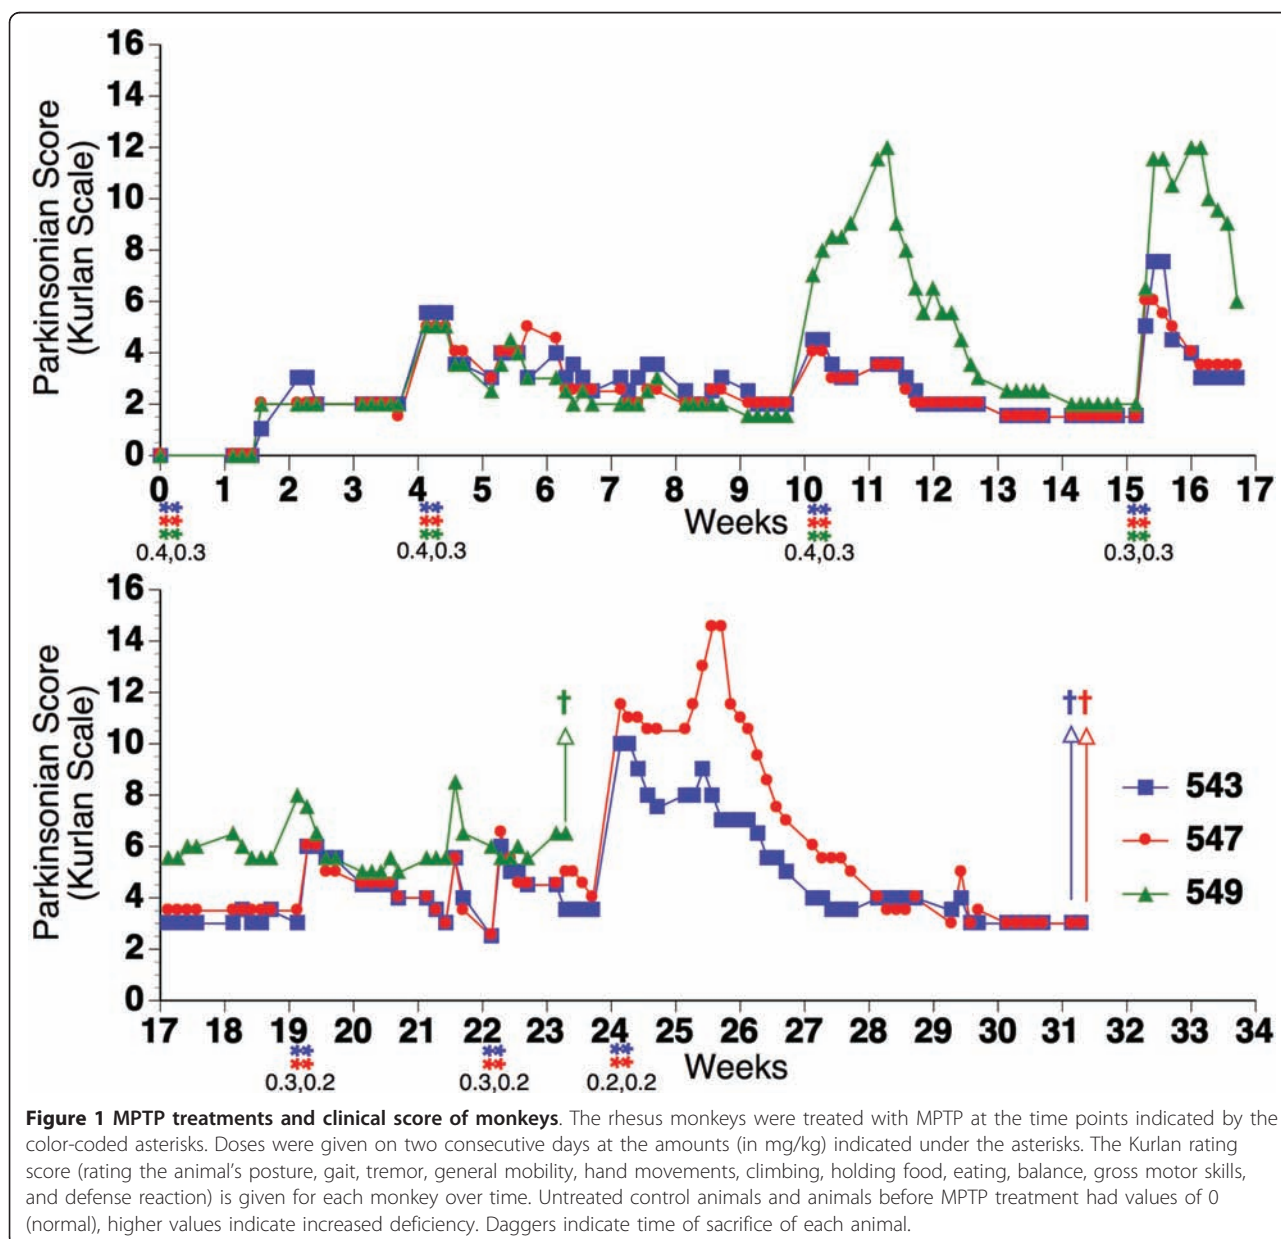 16
14
12
10
8
6
4
2
0
Parkinsonian Score
(Kurlan Scale)
0 1 2 3 4 5 6 7 8 9 10 11 12 13 14 15 16 17
** ** ** **
** ** ** **
** ** ** **
Weeks
0.4,0.3 0.4,0.3 0.4,0.3 0.3,0.3
16
14
12
10
8
6
4
2
0
Parkinsonian Score
(Kurlan Scale)
† † †
543
547
549
17 18 19 20 21 22 23 24 25 26 27 28 29 30 31 32 33 34
** ** **
** ** **
Weeks
0.3,0.2 0.3,0.2 0.2,0.2
Figure 1 MPTP treatments and clinical score of monkeys. The rhesus monkeys were treated with MPTP at the time points indicated by the
color-coded asterisks. Doses were given on two consecutive days at the amounts (in mg/kg) indicated under the asterisks. The Kurlan rating
score (rating the animal's posture, gait, tremor, general mobility, hand movements, climbing, holding food, eating, balance, gross motor skills,
and defense reaction) is given for each monkey over time. Untreated control animals and animals before MPTP treatment had values of 0
(normal), higher values indicate increased deficiency. Daggers indicate time of sacrifice of each animal.